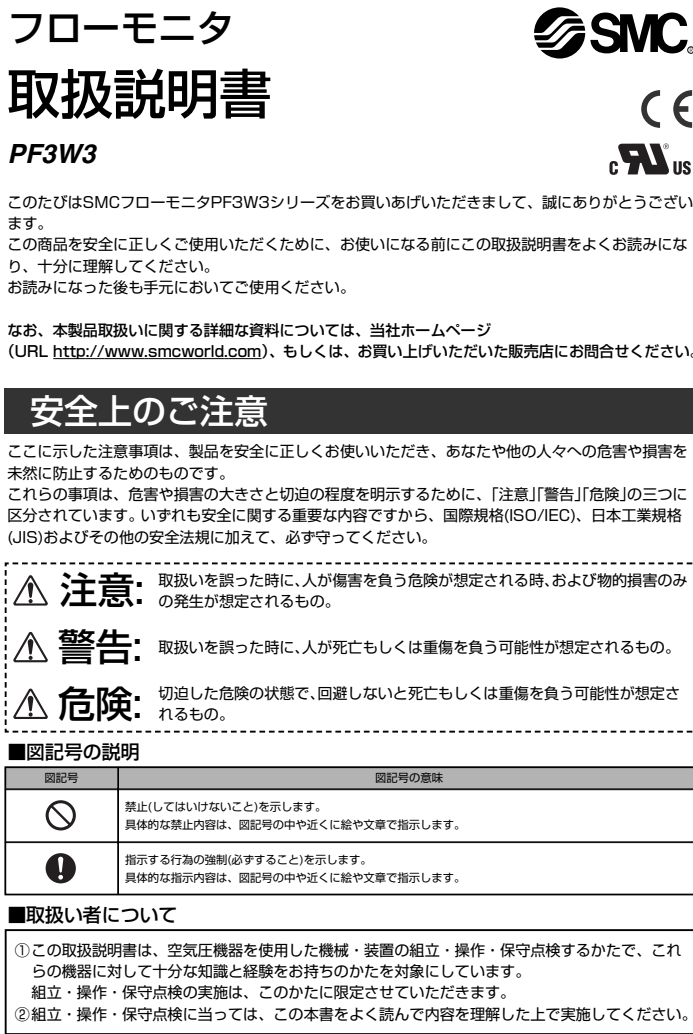 フローモニタ
SMC®
取扱説明書
CE
PF3W3
c RU® US
このたびはSMCフローモニタPF3W3シリーズをお買いあげいただきまして、誠にありがとうござい
ます。
この商品を安全に正しくご使用いただくために、お使いになる前にこの取扱説明書をよくお読みにな
り、十分に理解してください。
お読みになった後も手元においてご使用ください。
なお、本製品取扱いに関する詳細な資料については、当社ホームページ
(URL http://www.smcworld.com)、もしくは、お買い上げいただいた販売店にお問合せください。
安全上のご注意
ここに示した注意事項は、製品を安全に正しくお使いいただき、あなたや他の人々への危害や損害を
未然に防止するためのものです。
これらの事項は、危害や損害の大きさと切迫の程度を明示するために、「注意」「警告」「危険」の三つに
区分されています。いずれも安全に関する重要な内容ですから、国際規格(ISO/IEC)、日本工業規格
(JIS)およびその他の安全法規に加えて、必ず守ってください。
注意: 取扱いを誤った時に、人が傷害を負う危険が想定される時、および物的損害のみ
の発生が想定されるもの。
警告: 取扱いを誤った時に、人が死亡もしくは重傷を負う可能性が想定されるもの。
危険: 切迫した危険の状態で、回避しないと死亡もしくは重傷を負う可能性が想定さ
れるもの。
■図記号の説明
図記号 図記号の意味
禁止(してはいけないこと)を示します。
具体的な禁止内容は、図記号の中や近くに絵や文章で指示します。
指示する行為の強制(必ずすること)を示します。
具体的な指示内容は、図記号の中や近くに絵や文章で指示します。
■取扱い者について
①この取扱説明書は、空気圧機器を使用した機械・装置の組立・操作・保守点検するかたで、これ
らの機器に対して十分な知識と経験をお持ちのかたを対象にしています。
組立・操作・保守点検の実施は、このかたに限定させていただきます。
②組立・操作・保守点検に当っては、この本書をよく読んで内容を理解した上で実施してください。